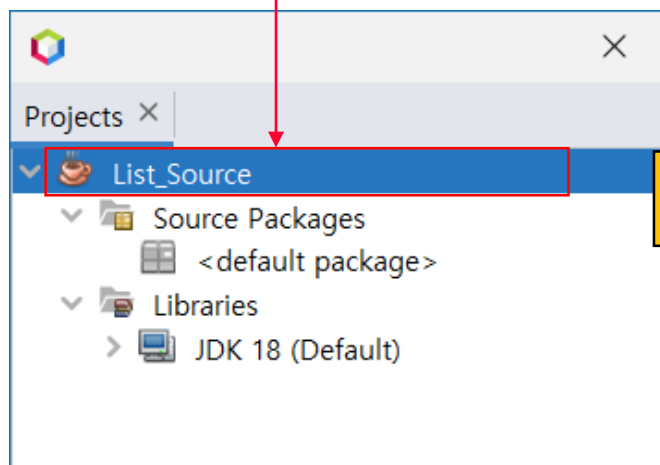 Projects
List_Source
Source Packages
<default package>
Libraries
JDK 18 (Default)